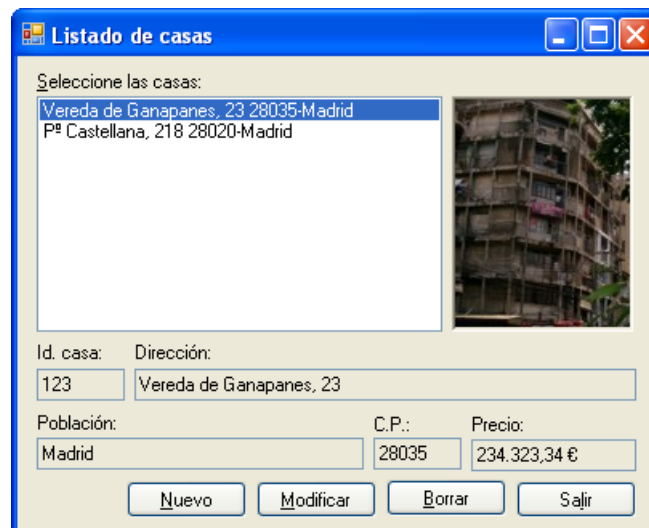 Listado de casas
Seleccione las casas:
Vereda de Ganapanes, 23 28035-Madrid
Pº Castellana, 218 28020-Madrid
Id. casa: Dirección:
123 Vereda de Ganapanes, 23
Población: C.P.: Precio:
Madrid 28035 234.323,34 €
Nuevo Modificar Borrar Salir